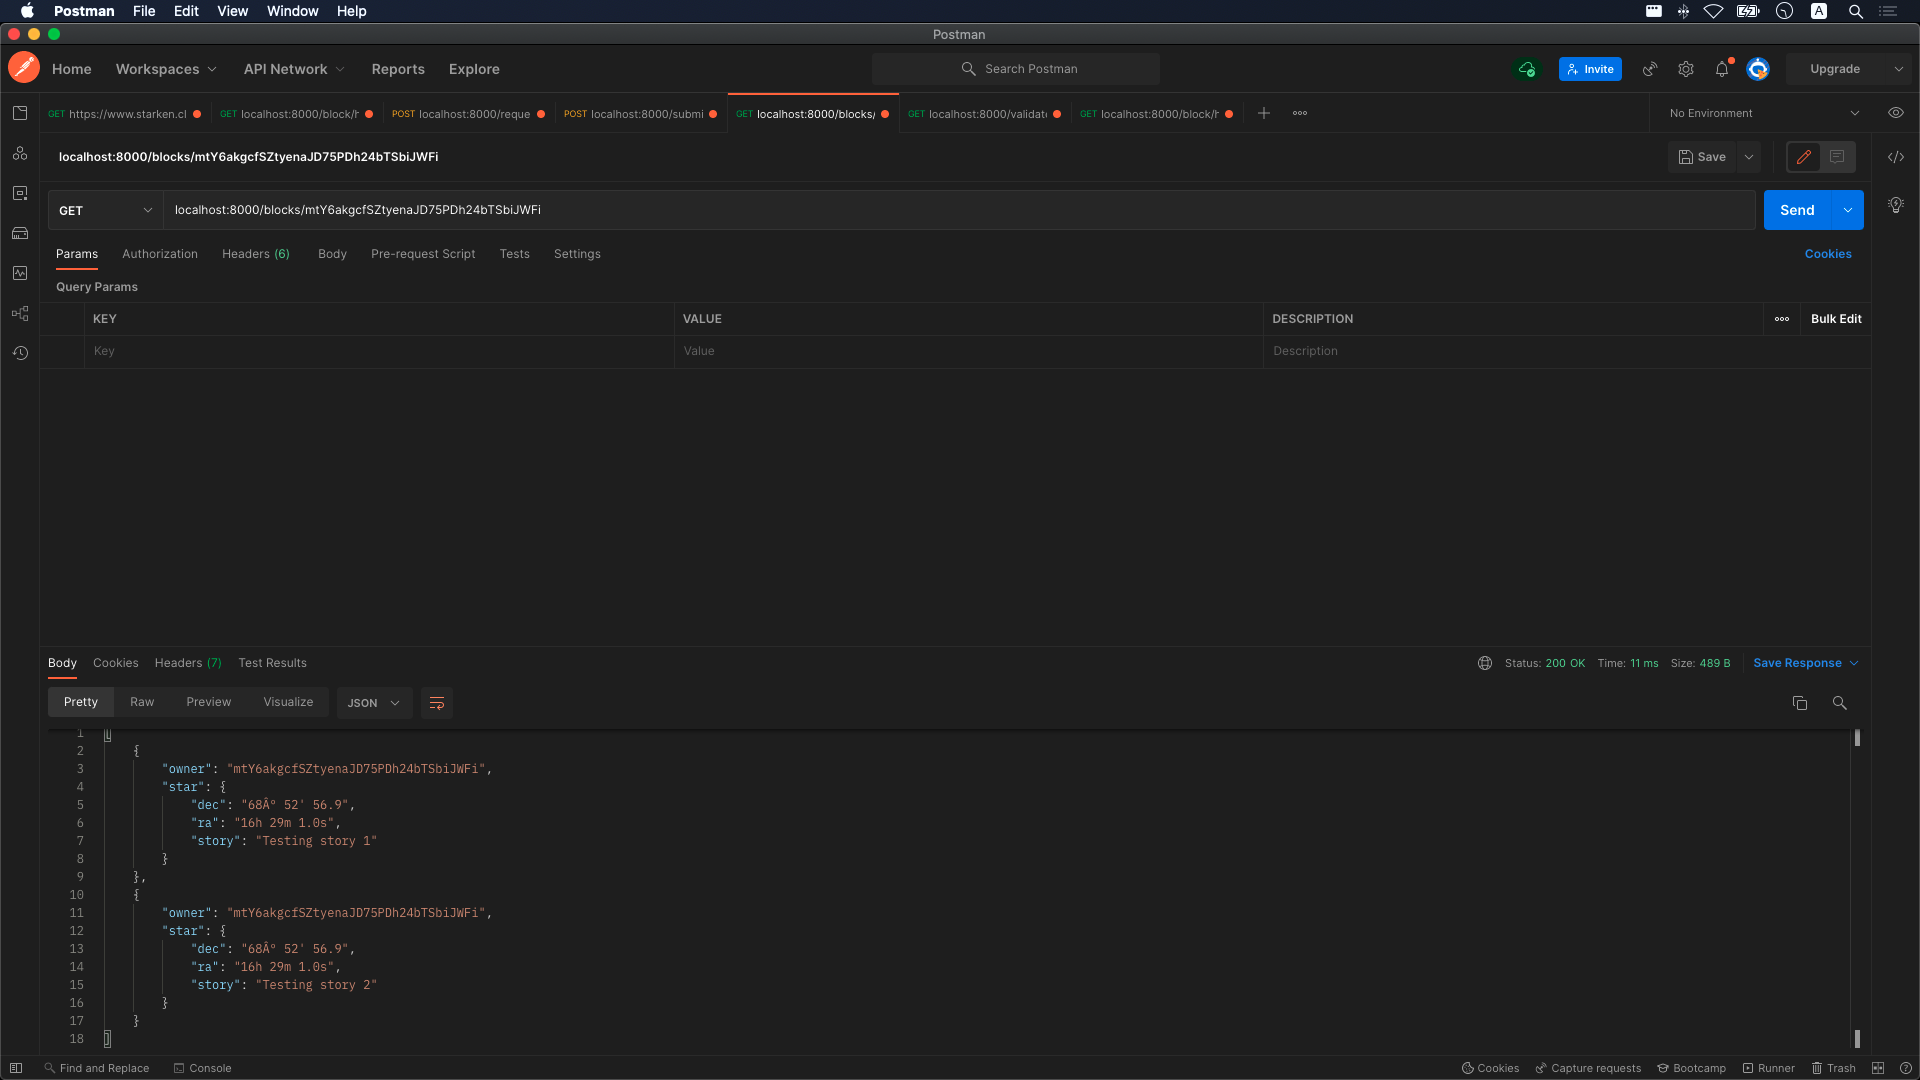 Postman File Edit View Window Help
A
Postman
Home Workspaces API Network Reports Explore Search Postman Invite Upgrade
GET https://www.starken.cl GET localhost:8000/block/h POST localhost:8000/reque POST localhost:8000/submi GET localhost:8000/blocks/ GET localhost:8000/validat GET localhost:8000/block/h No Environment
localhost:8000/blocks/mtY6akgcfSZtyenaJD75PDh24bTSbiJWFi Save
GET localhost:8000/blocks/mtY6akgcfSZtyenaJD75PDh24bTSbiJWFi Send
Params Authorization Headers (6) Body Pre-request Script Tests Settings Cookies
Query Params
KEY VALUE DESCRIPTION Bulk Edit
Key Value Description
Body Cookies Headers (7) Test Results Status: 200 OK Time: 11 ms Size: 489 B Save Response
Pretty Raw Preview Visualize JSON
1 [
2 {
3 "owner": "mtY6akgcfSZtyenaJD75PDh24bTSbiJWFi",
4 "star": {
5 "dec": "68Âº 52' 56.9",
6 "ra": "16h 29m 1.0s",
7 "story": "Testing story 1"
8 }
9 },
10 {
11 "owner": "mtY6akgcfSZtyenaJD75PDh24bTSbiJWFi",
12 "star": {
13 "dec": "68Âº 52' 56.9",
14 "ra": "16h 29m 1.0s",
15 "story": "Testing story 2"
16 }
17 }
18 ]
Find and Replace Console Cookies Capture requests Bootcamp Runner Trash